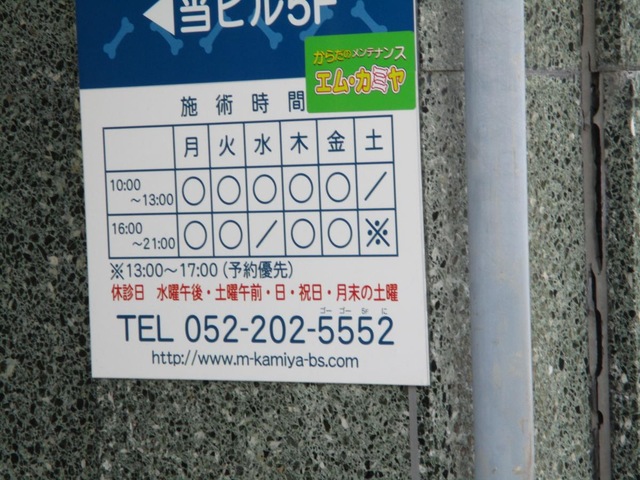 ◀当ビル5F
からだのメンテナンス
エム・カミヤ
施術時間
月 火 水 木 金 土
10:00～13:00 ○ ○ ○ ○ ○ ／
16:00～21:00 ○ ○ ／ ○ ○ ※
※13:00～17:00 (予約優先)
休診日 水曜午後・土曜午前・日・祝日・月末の土曜
ゴーゴー
TEL 052-202-5552
http://www.m-kamiya-bs.com